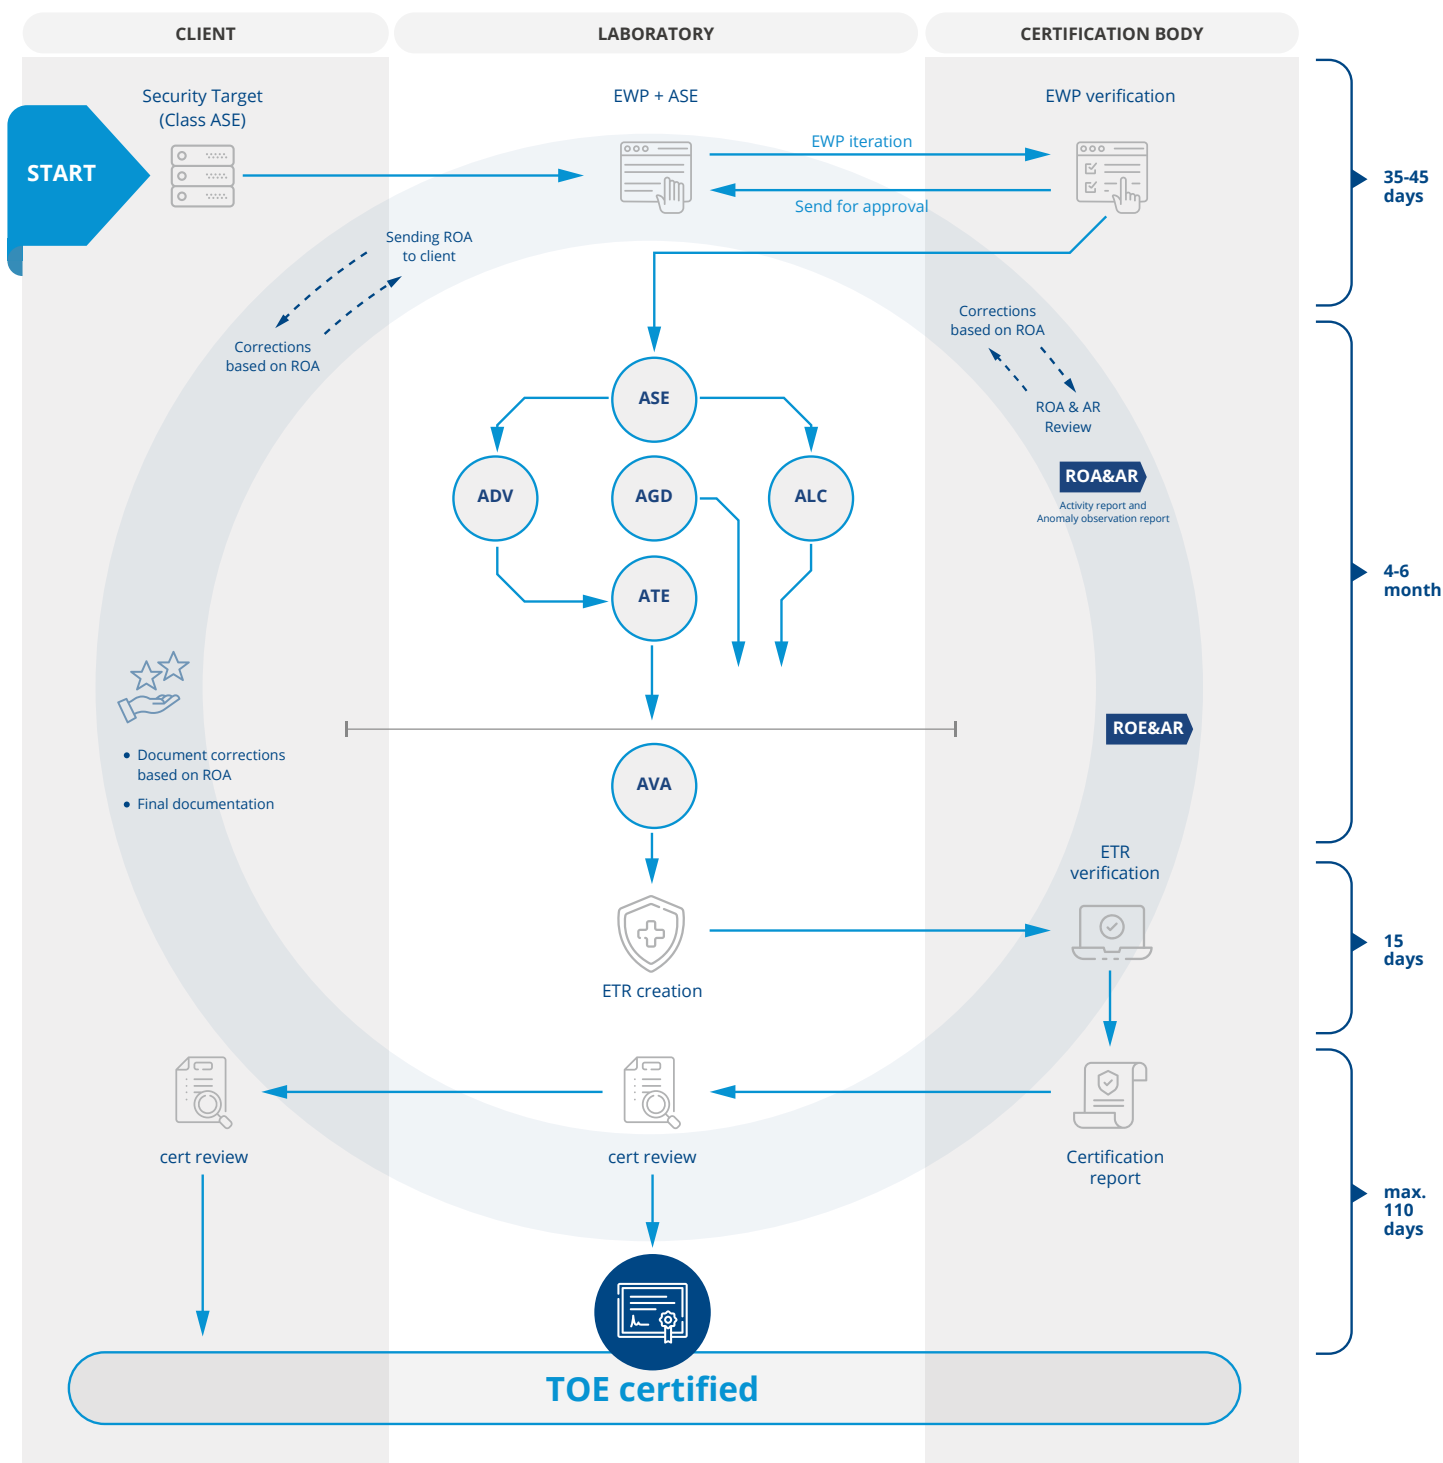 CLIENT
LABORATORY
CERTIFICATION BODY
Security Target
(Class ASE)
EWP + ASE
EWP verification
START
EWP iteration
Send for approval
35-45
days
Sending ROA
to client
Corrections
based on ROA
Corrections
based on ROA
ROA & AR
Review
ROA&AR
Activity report and
Anomaly observation report
ASE
ADV
AGD
ALC
ATE
4-6
month
ROE&AR
Document corrections
based on ROA
Final documentation
AVA
ETR
verification
15
days
ETR creation
cert review
cert review
Certification
report
max.
110
days
TOE certified